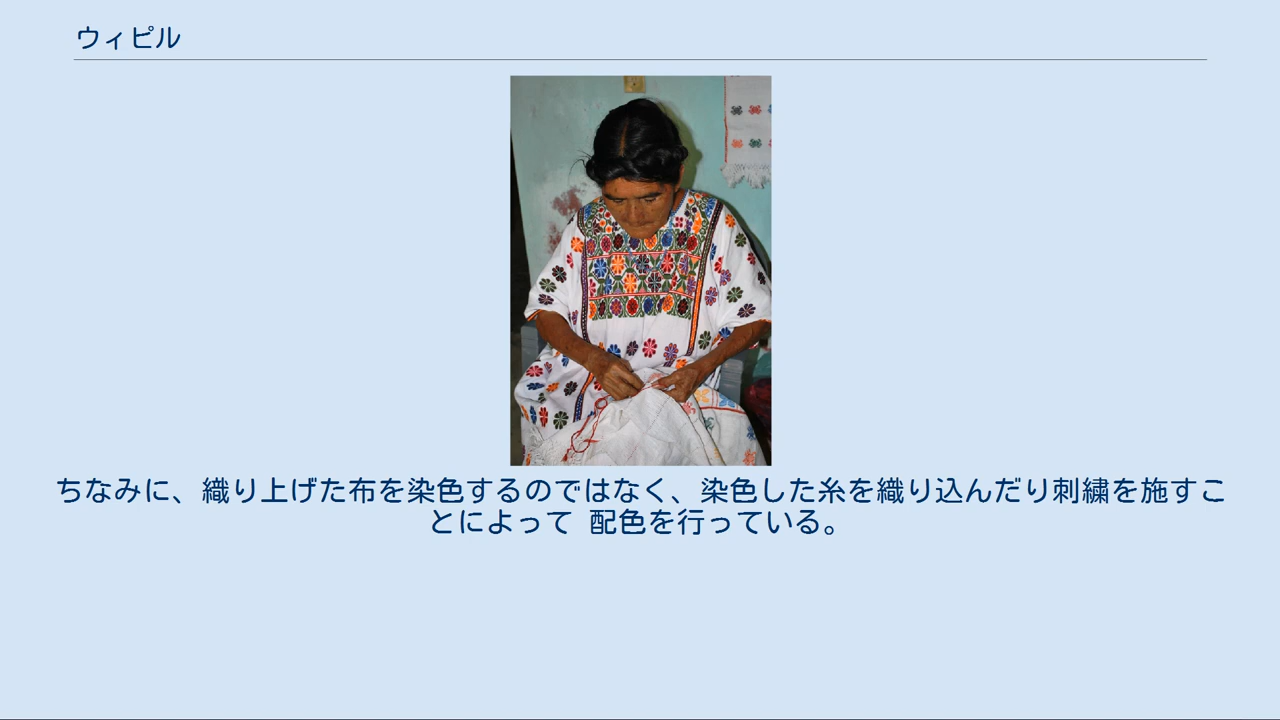 ウィピル
ちなみに、織り上げた布を染色するのではなく、染色した糸を織り込んだり刺繍を施すこ
とによって 配色を行っている。